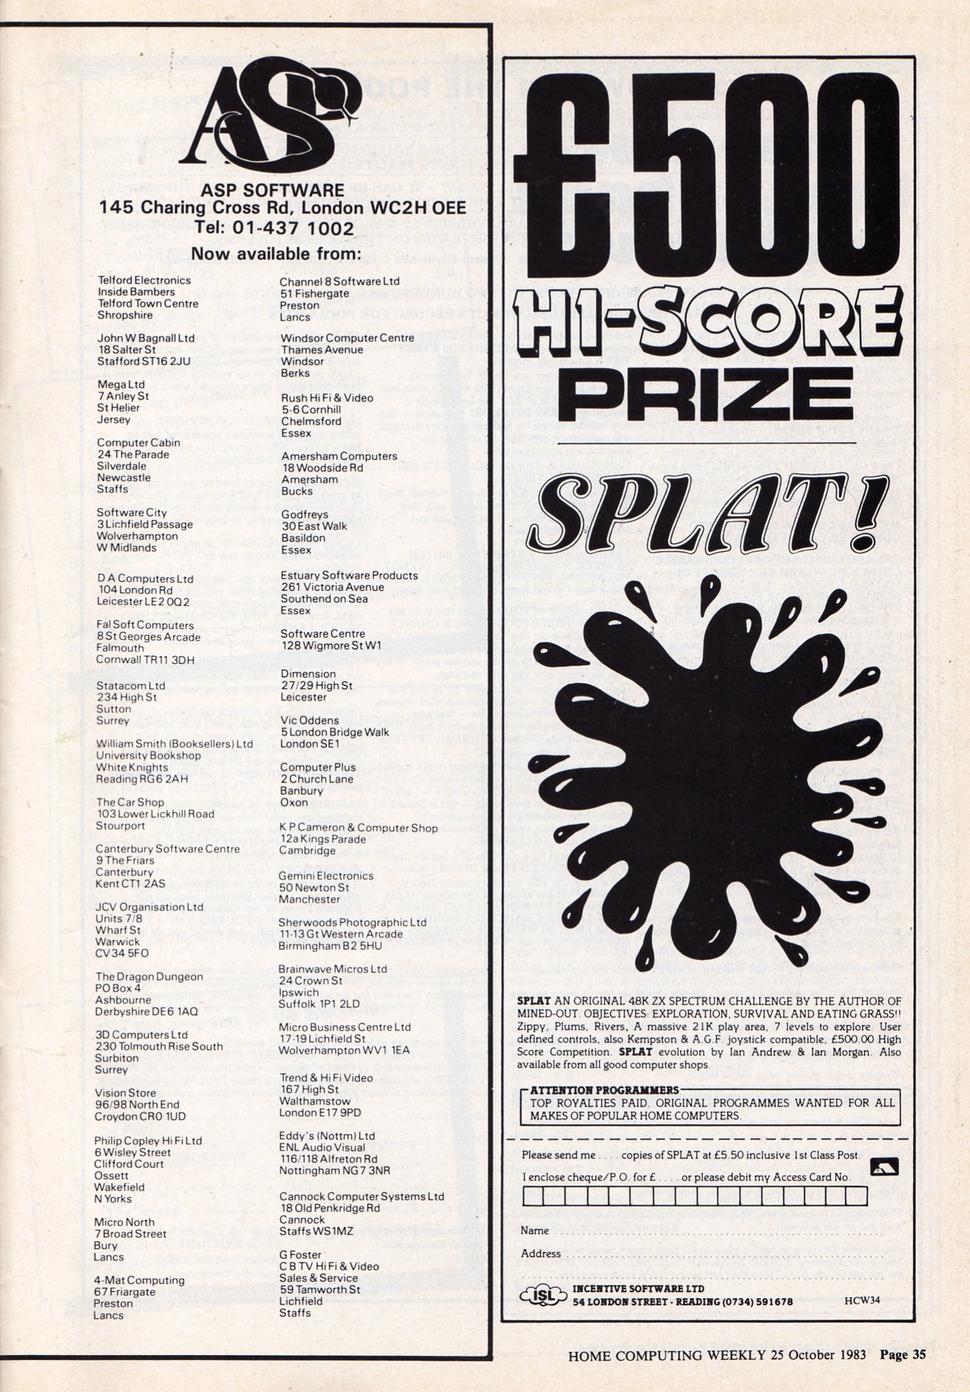 ASP
ASP SOFTWARE
145 Charing Cross Rd, London WC2H OEE
Tel: 01-437 1002
Now available from:
Telford Electronics
Inside Bambers
Telford Town Centre
Shropshire
John W Bagnall Ltd
18 Salter St
Stafford ST16 2JU
Mega Ltd
7 Anley St
St Helier
Jersey
Computer Cabin
24 The Parade
Silverdale
Newcastle
Staffs
Software City
3 Lichfield Passage
Wolverhampton
W Midlands
D A Computers Ltd
104 London Rd
Leicester LE2 0Q2
Fal Soft Computers
8 St Georges Arcade
Falmouth
Cornwall TR11 3DH
Statacom Ltd
234 High St
Sutton
Surrey
William Smith (Booksellers) Ltd
University Bookshop
White Knights
Reading RG6 2AH
The Car Shop
103 Lower Lickhill Road
Stourport
Canterbury Software Centre
9 The Friars
Canterbury
Kent CT1 2AS
JCV Organisation Ltd
Units 7/8
Wharf St
Warwick
CV34 5FO
The Dragon Dungeon
PO Box 4
Ashbourne
Derbyshire DE6 1AQ
3D Computers Ltd
230 Tolmouth Rise South
Surbiton
Surrey
Vision Store
96/98 North End
Croydon CR0 1UD
Philip Copley Hi Fi Ltd
6 Wisley Street
Clifford Court
Ossett
Wakefield
N Yorks
Micro North
7 Broad Street
Bury
Lancs
4-Mat Computing
67 Friargate
Preston
Lancs
Channel 8 Software Ltd
51 Fishergate
Preston
Lancs
Windsor Computer Centre
Thames Avenue
Windsor
Berks
Rush Hi Fi & Video
5-6 Cornhill
Chelmsford
Essex
Amersham Computers
18 Woodside Rd
Amersham
Bucks
Godfreys
30 East Walk
Basildon
Essex
Estuary Software Products
261 Victoria Avenue
Southend on Sea
Essex
Software Centre
128 Wigmore St W1
Dimension
27/29 High St
Leicester
Vic Oddens
5 London Bridge Walk
London SE1
Computer Plus
2 Church Lane
Banbury
Oxon
K P Cameron & Computer Shop
12a Kings Parade
Cambridge
Gemini Electronics
50 Newton St
Manchester
Sherwoods Photographic Ltd
11-13 Gt Western Arcade
Birmingham B2 5HU
Brainwave Micros Ltd
24 Crown St
Ipswich
Suffolk 1P1 2LD
Micro Business Centre Ltd
17-19 Lichfield St
Wolverhampton WV1 1EA
Trend & Hi Fi Video
167 High St
Walthamstow
London E17 9PD
Eddy's (Nottm) Ltd
ENL Audio Visual
116/118 Alfreton Rd
Nottingham NG7 3NR
Cannock Computer Systems Ltd
18 Old Penkridge Rd
Cannock
Staffs WS1MZ
G Foster
C B TV Hi Fi & Video
Sales & Service
59 Tamworth St
Lichfield
Staffs
£500
HI-SCORE
PRIZE
SPLAT!
SPLAT AN ORIGINAL 48K ZX SPECTRUM CHALLENGE BY THE AUTHOR OF
MINED-OUT. OBJECTIVES: EXPLORATION, SURVIVAL AND EATING GRASS!!
Zippy, Plums, Rivers, A massive 21K play area, 7 levels to explore. User
defined controls, also Kempston & A.G.F. joystick compatible, £500.00 High
Score Competition. SPLAT evolution by Ian Andrew & Ian Morgan. Also
available from all good computer shops.
ATTENTION PROGRAMMERS
TOP ROYALTIES PAID. ORIGINAL PROGRAMMES WANTED FOR ALL
MAKES OF POPULAR HOME COMPUTERS.
Please send me .... copies of SPLAT at £5.50 inclusive 1st Class Post.
I enclose cheque/P.O. for £ .... or please debit my Access Card No.
Name
Address
ISL INCENTIVE SOFTWARE LTD
54 LONDON STREET - READING (0734) 591678 HCW34
HOME COMPUTING WEEKLY 25 October 1983 Page 35